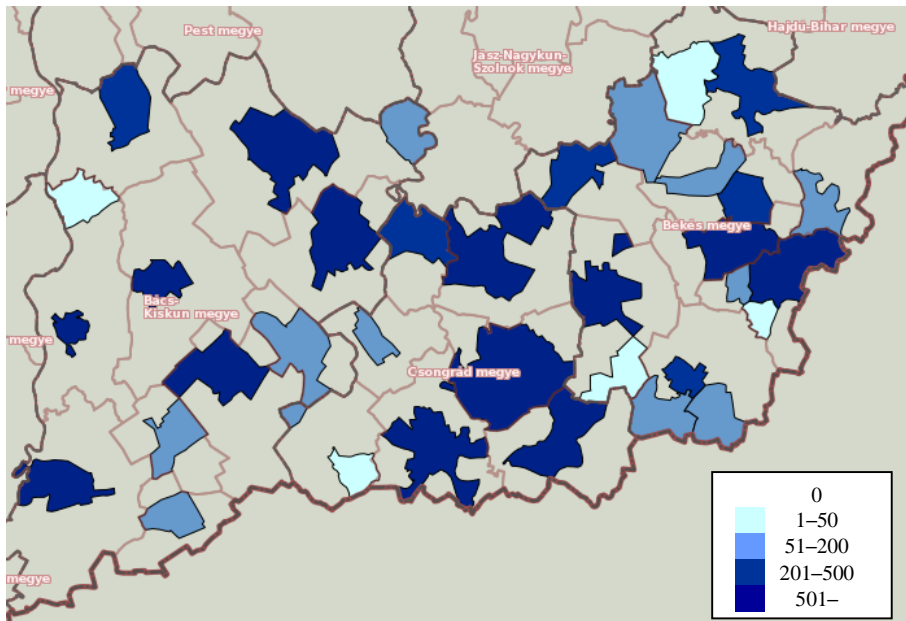 Pest megye
Hajdú-Bihar megye
Jász-Nagykun-
Szolnok megye
megye
Békés megye
Bács-
Kiskun megye
megye
Csongrád megye
megye
0
1–50
51–200
201–500
501–